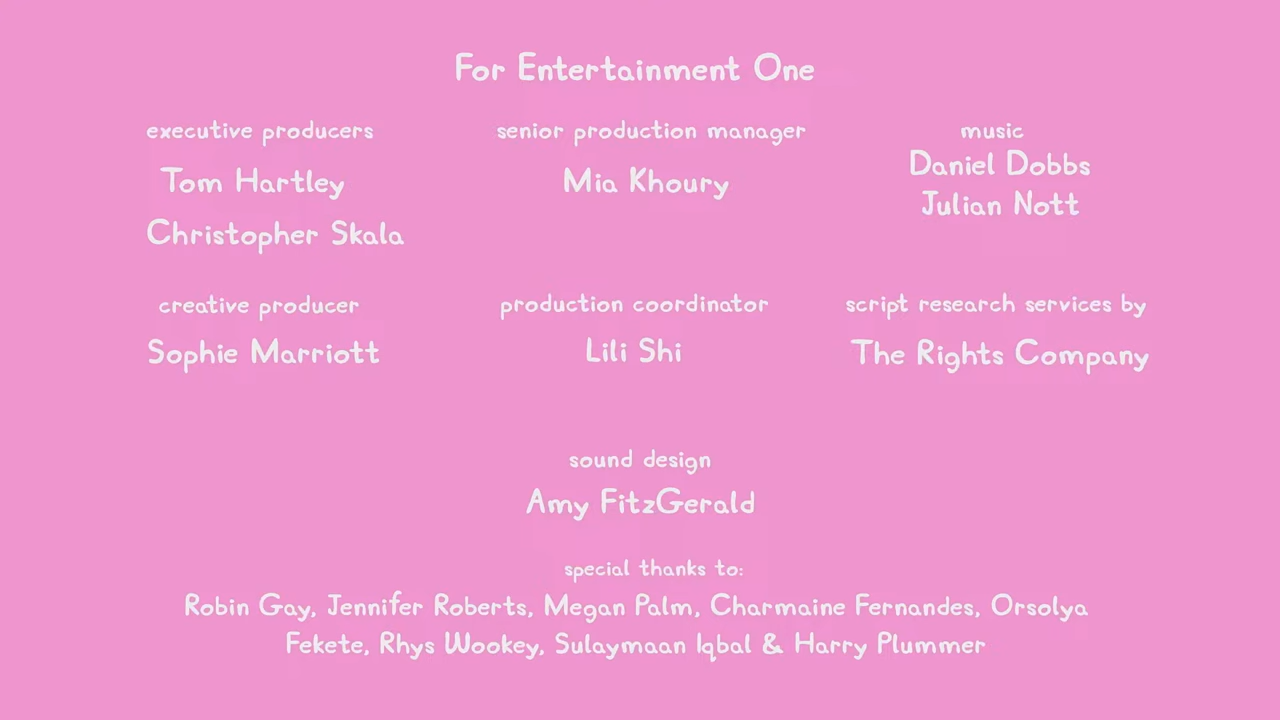 For Entertainment One
executive producers
Tom Hartley
Christopher Skala
senior production manager
Mia Khoury
music
Daniel Dobbs
Julian Nott
creative producer
Sophie Marriott
production coordinator
Lili Shi
script research services by
The Rights Company
sound design
Amy FitzGerald
special thanks to:
Robin Gay, Jennifer Roberts, Megan Palm, Charmaine Fernandes, Orsolya
Fekete, Rhys Wookey, Sulaymaan Iqbal & Harry Plummer